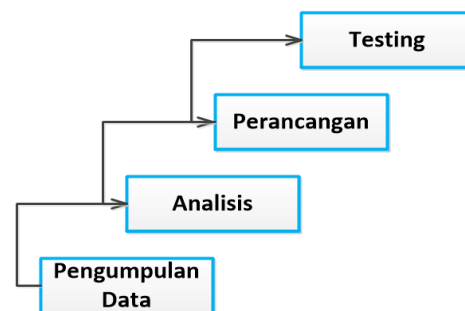 Testing
Perancangan
Analisis
Pengumpulan
Data